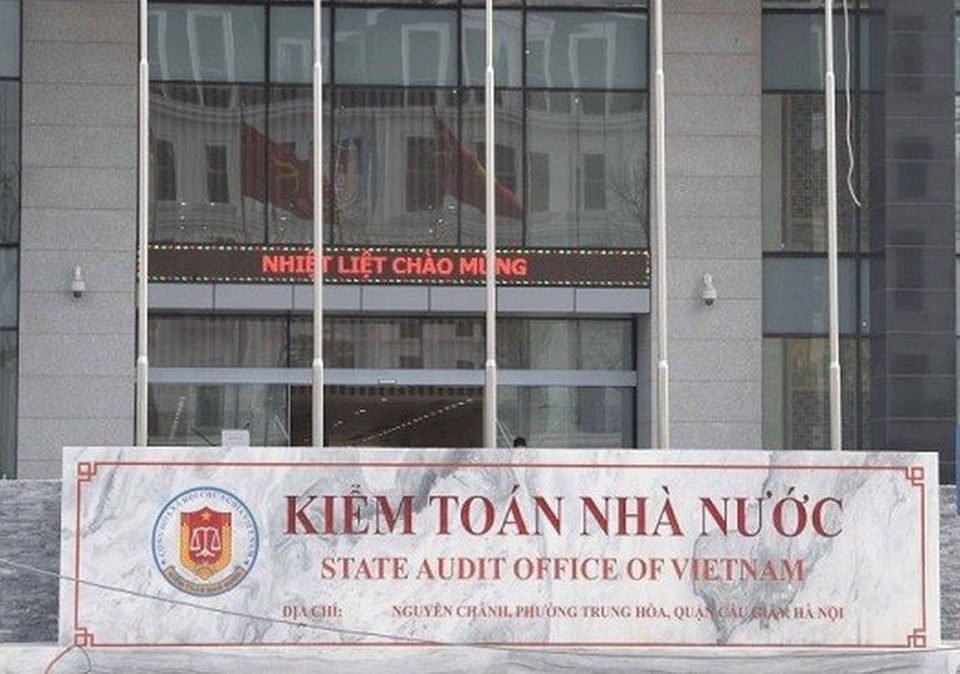 NHIỆT LIỆT CHÀO MỪNG
KIỂM TOÁN NHÀ NƯỚC
STATE AUDIT OFFICE OF VIETNAM
ĐỊA CHỈ: NGUYỄN CHÁNH, PHƯỜNG TRUNG HÒA, QUẬN CẦU GIẤY, HÀ NỘI